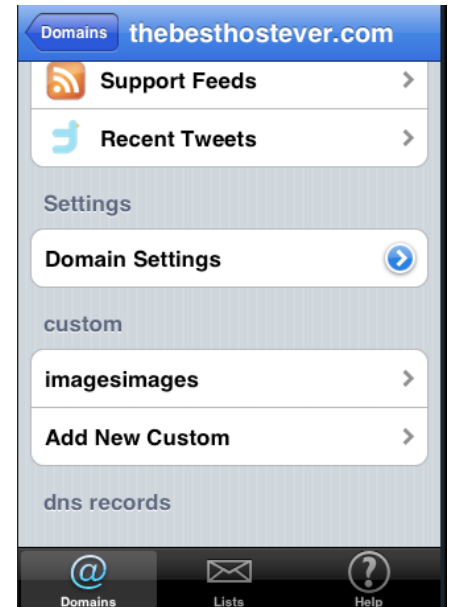 Domains thebesthostever.com
Support Feeds
Recent Tweets
Settings
Domain Settings
custom
imagesimages
Add New Custom
dns records
@
Domains Lists Help